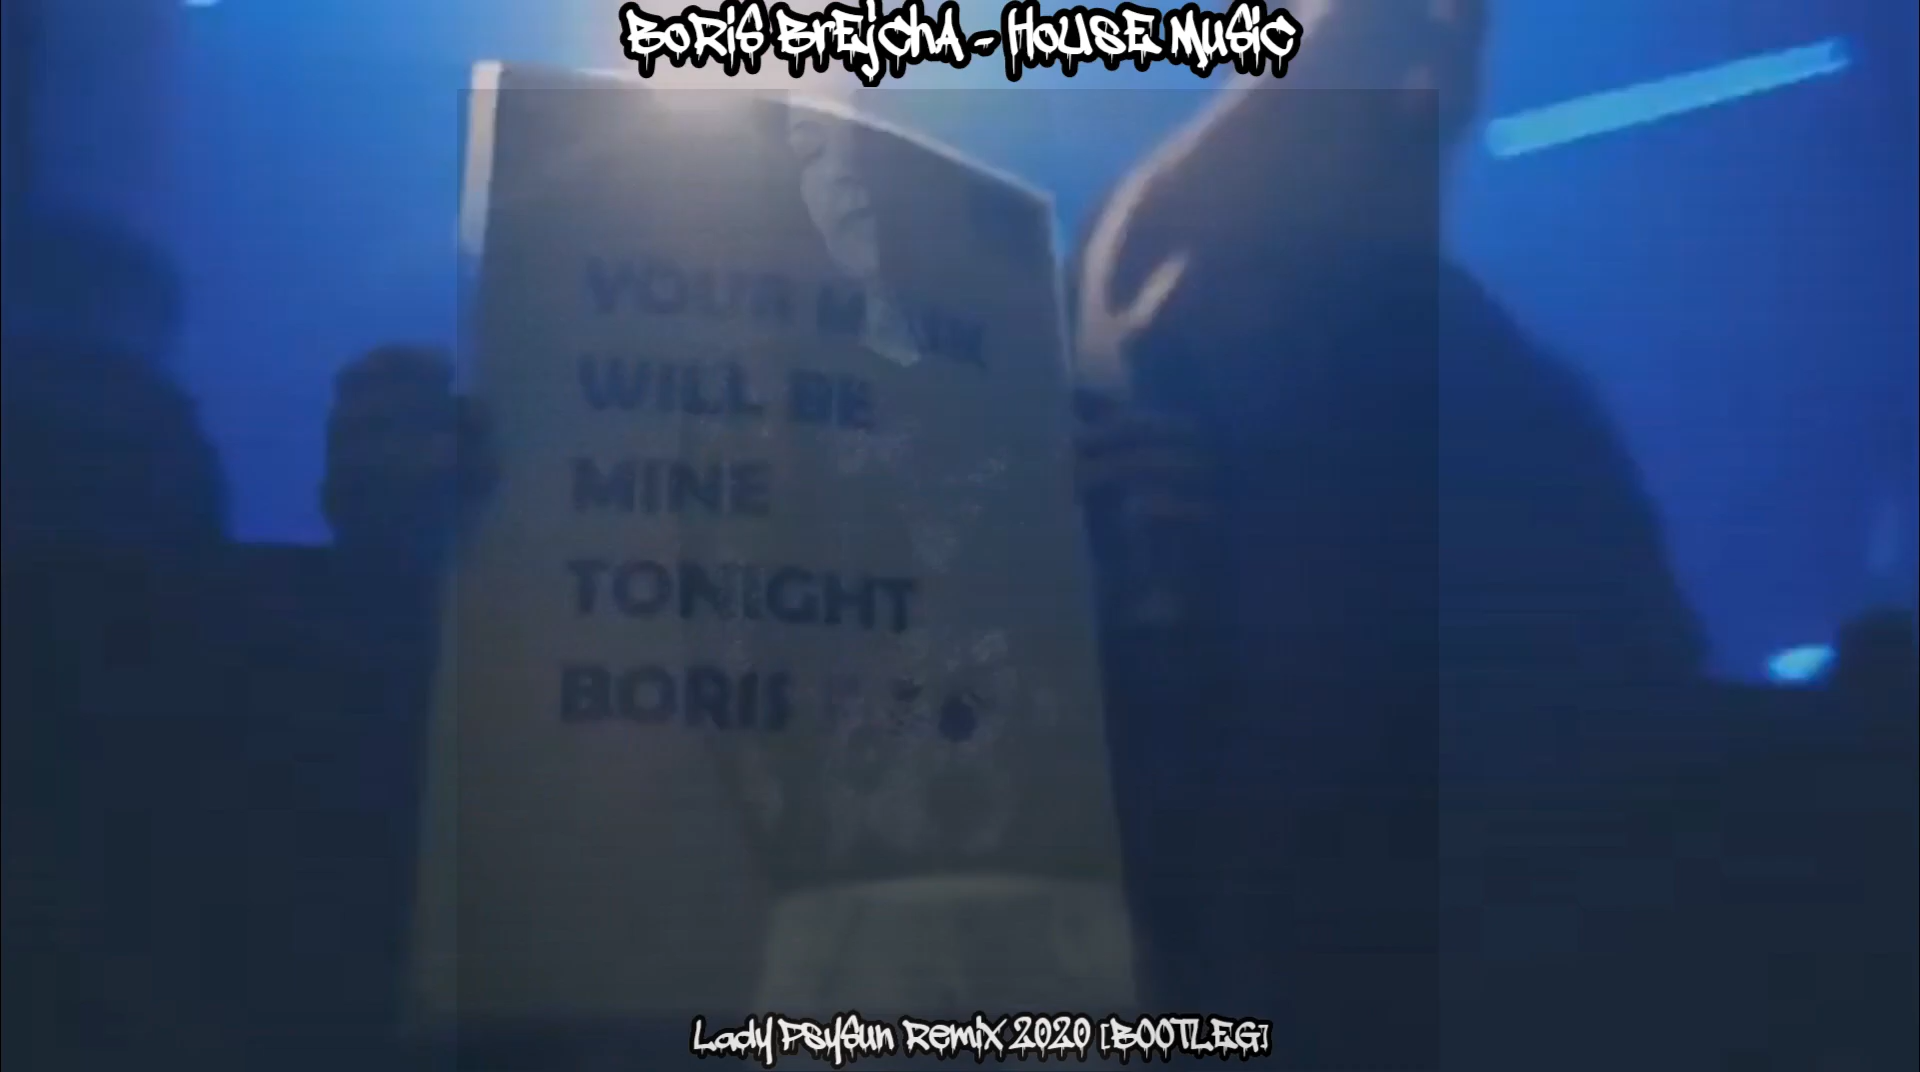 BORIS BREJCHA - HOUSE MUSIC
YOUR
WILL BE
MINE
TONIGHT
BORIS
Lady Psysun Remix 2020 [BOOTLEG]